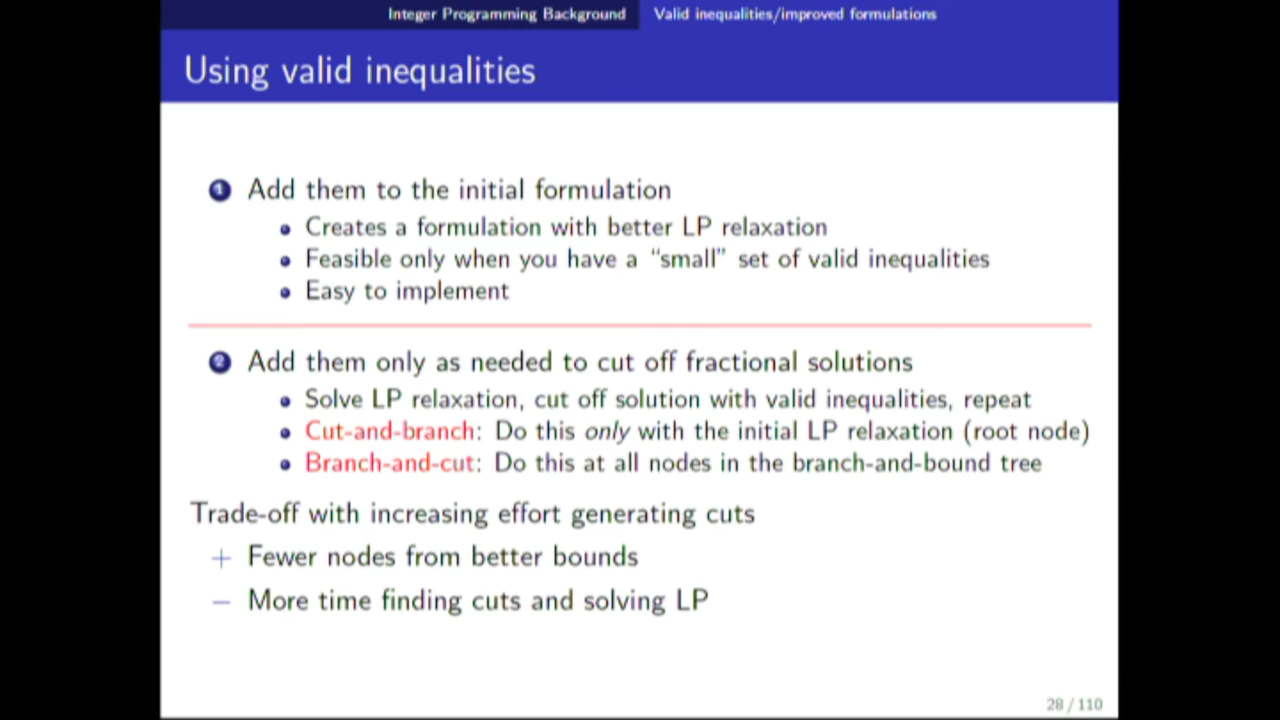 Integer Programming Background Valid inequalities/improved formulations
Using valid inequalities
1 Add them to the initial formulation
• Creates a formulation with better LP relaxation
• Feasible only when you have a “small” set of valid inequalities
• Easy to implement
2 Add them only as needed to cut off fractional solutions
• Solve LP relaxation, cut off solution with valid inequalities, repeat
• Cut-and-branch: Do this only with the initial LP relaxation (root node)
• Branch-and-cut: Do this at all nodes in the branch-and-bound tree
Trade-off with increasing effort generating cuts
+ Fewer nodes from better bounds
− More time finding cuts and solving LP
28 / 110